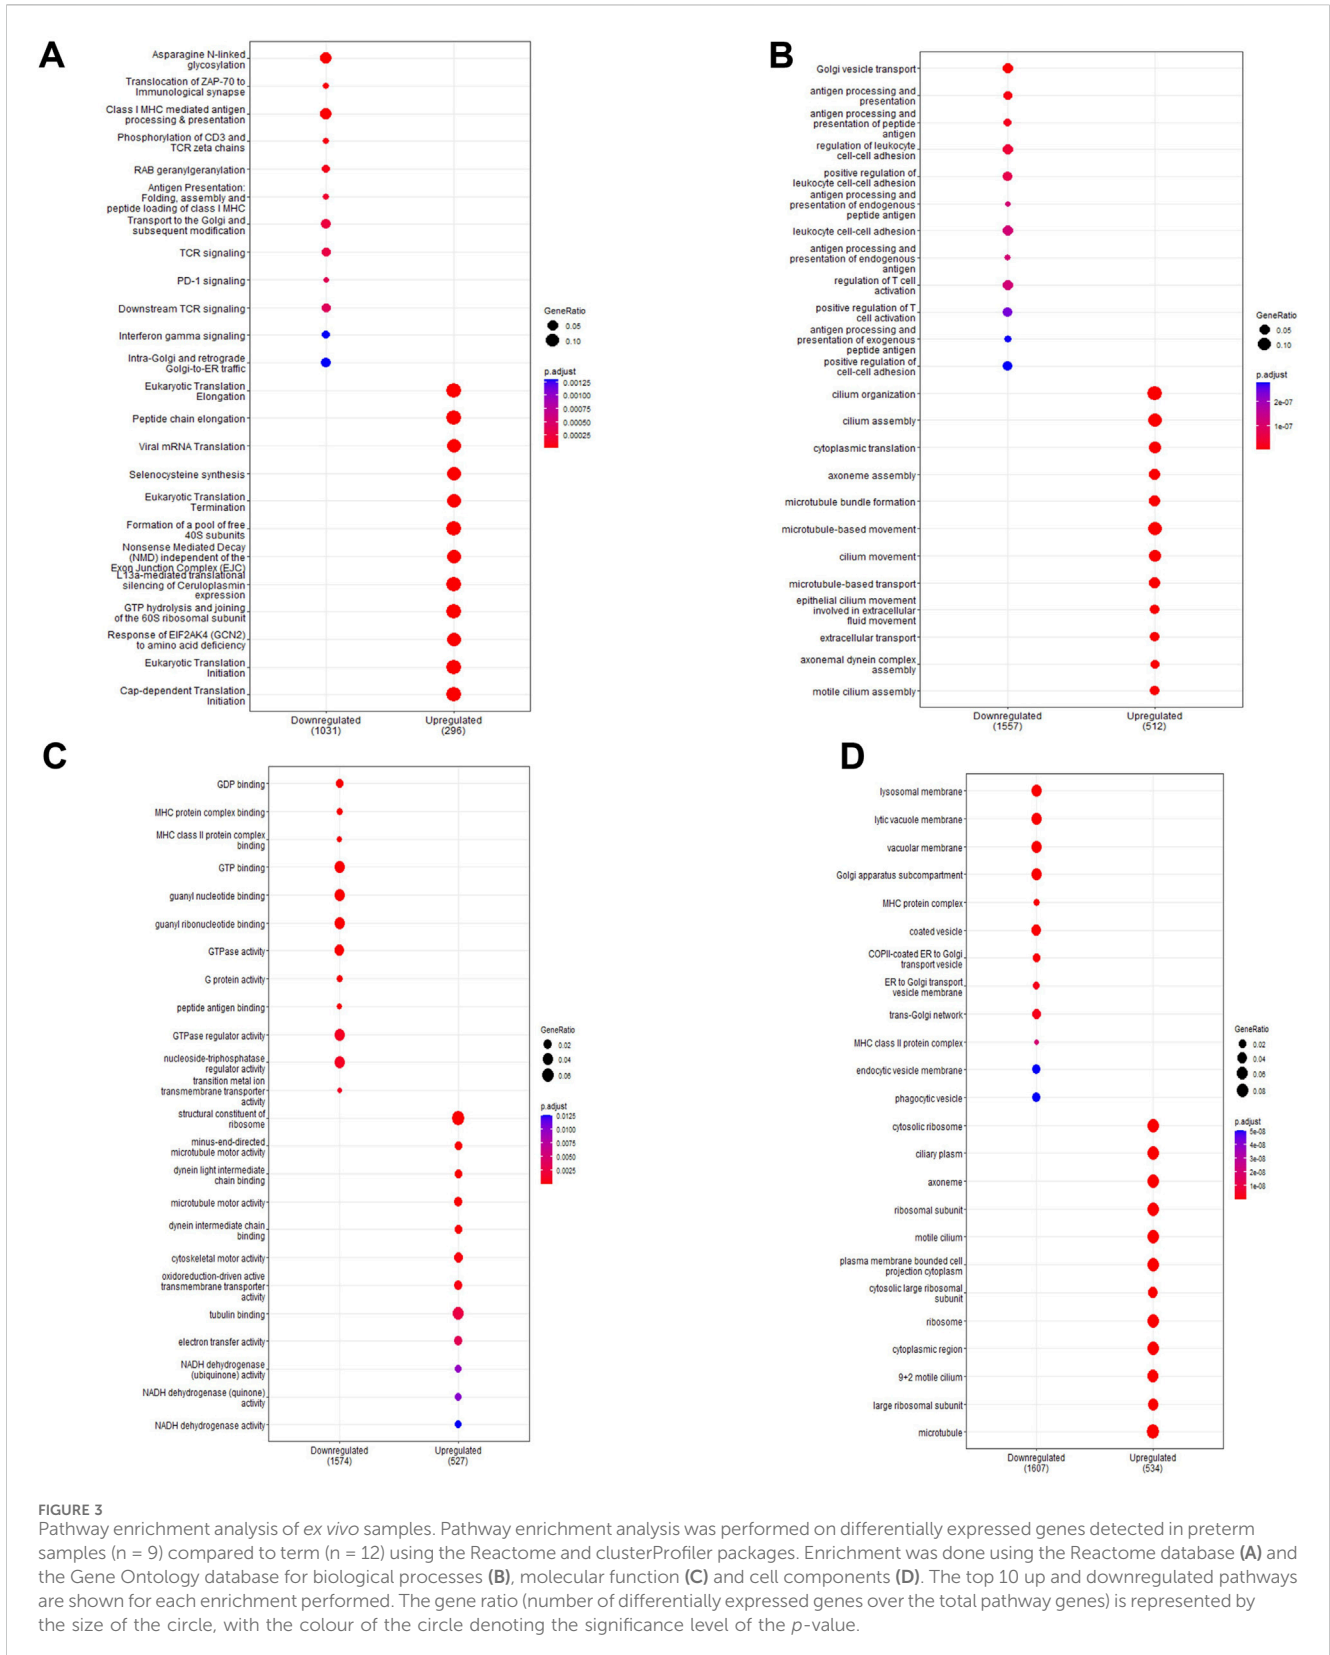 A
Asparagine N-linked
glycosylation
Translocation of ZAP-70 to
Immunological synapse
Class I MHC mediated antigen
processing & presentation
Phosphorylation of CD3 and
TCR zeta chains
RAB geranylgeranylation
Antigen Presentation:
Folding, assembly and
peptide loading of class I MHC
Transport to the Golgi and
subsequent modification
TCR signaling
PD-1 signaling
Downstream TCR signaling
Interferon gamma signaling
Intra-Golgi and retrograde
Golgi-to-ER traffic
Eukaryotic Translation
Elongation
Peptide chain elongation
Viral mRNA Translation
Selenocysteine synthesis
Eukaryotic Translation
Termination
Formation of a pool of free
40S subunits
Nonsense Mediated Decay
(NMD) independent of the
Exon Junction Complex (EJC)
L13a-mediated translational
silencing of Ceruloplasmin
expression
GTP hydrolysis and joining
of the 60S ribosomal subunit
Response of EIF2AK4 (GCN2)
to amino acid deficiency
Eukaryotic Translation
Initiation
Cap-dependent Translation
Initiation
Downregulated
(1031)
Upregulated
(296)
GeneRatio
0.05
0.10
p.adjust
0.00125
0.00100
0.00075
0.00050
0.00025
B
Golgi vesicle transport
antigen processing and
presentation
antigen processing and
presentation of peptide
antigen
regulation of leukocyte
cell-cell adhesion
positive regulation of
leukocyte cell-cell adhesion
antigen processing and
presentation of endogenous
peptide antigen
leukocyte cell-cell adhesion
antigen processing and
presentation of endogenous
antigen
regulation of T cell
activation
positive regulation of T
cell activation
antigen processing and
presentation of exogenous
peptide antigen
positive regulation of
cell-cell adhesion
cilium organization
cilium assembly
cytoplasmic translation
axoneme assembly
microtubule bundle formation
microtubule-based movement
cilium movement
microtubule-based transport
epithelial cilium movement
involved in extracellular
fluid movement
extracellular transport
axonemal dynein complex
assembly
motile cilium assembly
Downregulated
(1557)
Upregulated
(512)
GeneRatio
0.05
0.10
p.adjust
2e-07
1e-07
C
GDP binding
MHC protein complex binding
MHC class II protein complex
binding
GTP binding
guanyl nucleotide binding
guanyl ribonucleotide binding
GTPase activity
G protein activity
peptide antigen binding
GTPase regulator activity
nucleoside-triphosphatase
regulator activity
transition metal ion
transmembrane transporter
activity
structural constituent of
ribosome
minus-end-directed
microtubule motor activity
dynein light intermediate
chain binding
microtubule motor activity
dynein intermediate chain
binding
cytoskeletal motor activity
oxidoreduction-driven active
transmembrane transporter
activity
tubulin binding
electron transfer activity
NADH dehydrogenase
(ubiquinone) activity
NADH dehydrogenase (quinone)
activity
NADH dehydrogenase activity
Downregulated
(1574)
Upregulated
(527)
GeneRatio
0.02
0.04
0.06
p.adjust
0.0125
0.0100
0.0075
0.0050
0.0025
D
lysosomal membrane
lytic vacuole membrane
vacuolar membrane
Golgi apparatus subcompartment
MHC protein complex
coated vesicle
COPII-coated ER to Golgi
transport vesicle
ER to Golgi transport
vesicle membrane
trans-Golgi network
MHC class II protein complex
endocytic vesicle membrane
phagocytic vesicle
cytosolic ribosome
ciliary plasm
axoneme
ribosomal subunit
motile cilium
plasma membrane bounded cell
projection cytoplasm
cytosolic large ribosomal
subunit
ribosome
cytoplasmic region
9+2 motile cilium
large ribosomal subunit
microtubule
Downregulated
(1607)
Upregulated
(534)
GeneRatio
0.02
0.04
0.06
0.08
p.adjust
5e-08
4e-08
3e-08
2e-08
1e-08
FIGURE 3
Pathway enrichment analysis of ex vivo samples. Pathway enrichment analysis was performed on differentially expressed genes detected in preterm
samples (n = 9) compared to term (n = 12) using the Reactome and clusterProfiler packages. Enrichment was done using the Reactome database (A) and
the Gene Ontology database for biological processes (B), molecular function (C) and cell components (D). The top 10 up and downregulated pathways
are shown for each enrichment performed. The gene ratio (number of differentially expressed genes over the total pathway genes) is represented by
the size of the circle, with the colour of the circle denoting the significance level of the p-value.